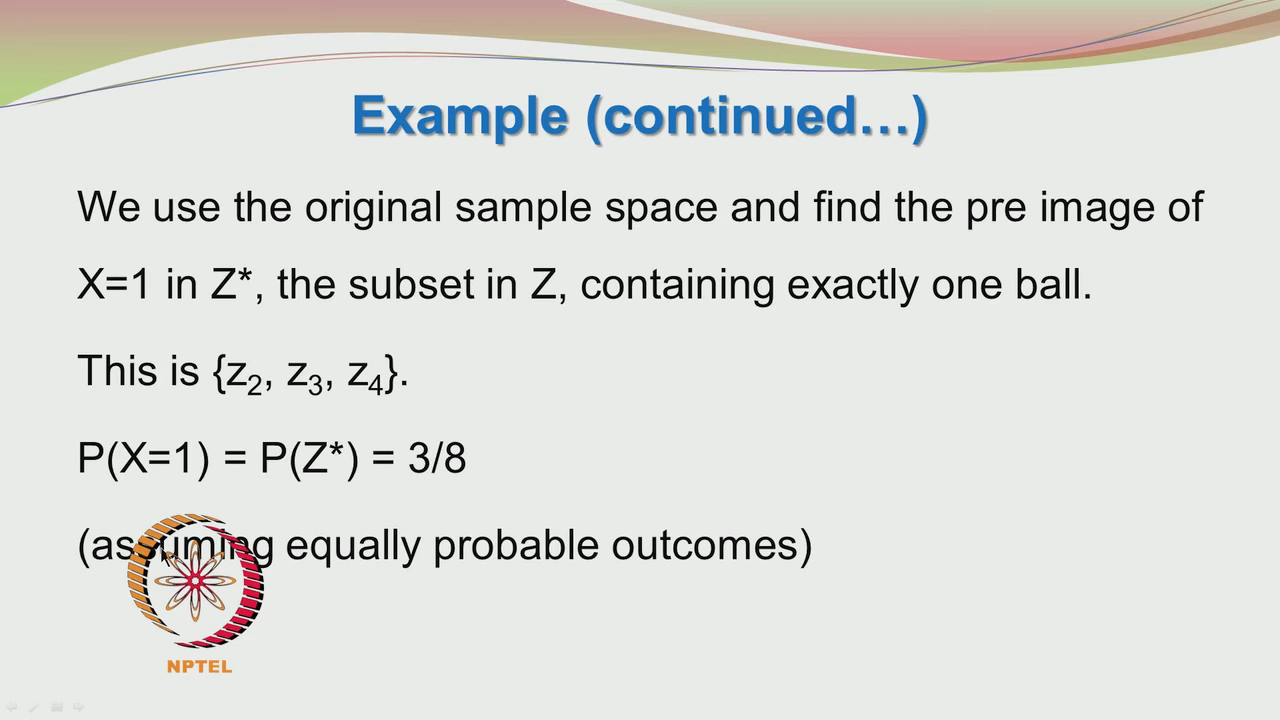 Example (continued…)
We use the original sample space and find the pre image of
X=1 in Z*, the subset in Z, containing exactly one ball.
This is {z₂, z₃, z₄}.
P(X=1) = P(Z*) = 3/8
(assuming equally probable outcomes)
NPTEL